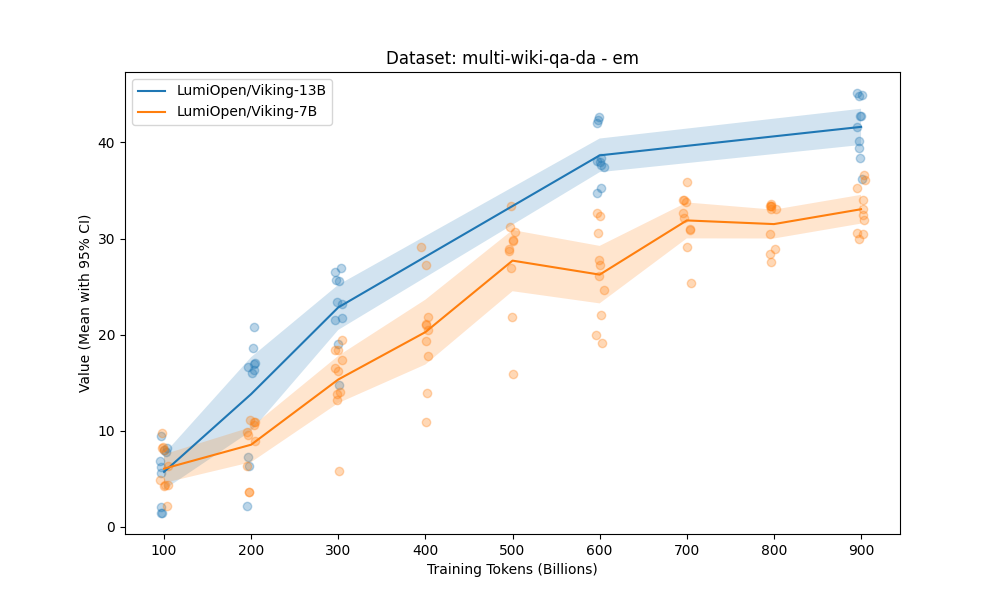 Dataset: multi-wiki-qa-da - em
LumiOpen/Viking-13B
LumiOpen/Viking-7B
Value (Mean with 95% CI)
40
30
20
10
0
100 200 300 400 500 600 700 800 900
Training Tokens (Billions)